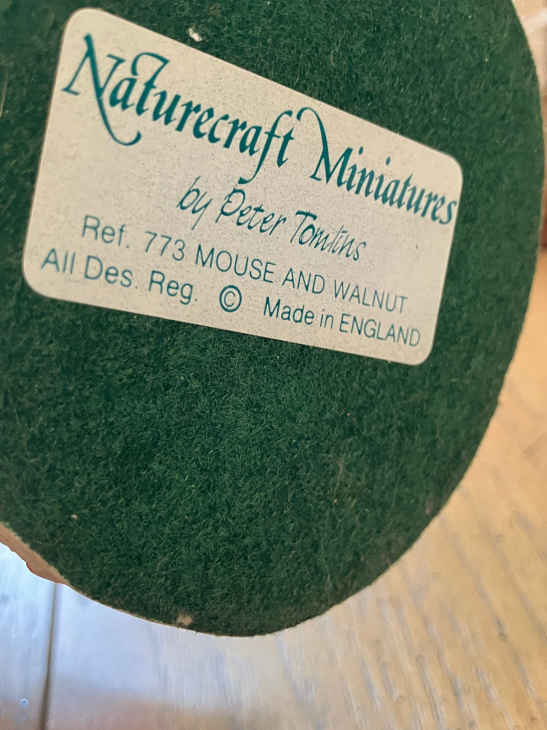 Naturecraft Miniatures
by Peter Tomlins
Ref. 773 MOUSE AND WALNUT
All Des. Reg. © Made in ENGLAND